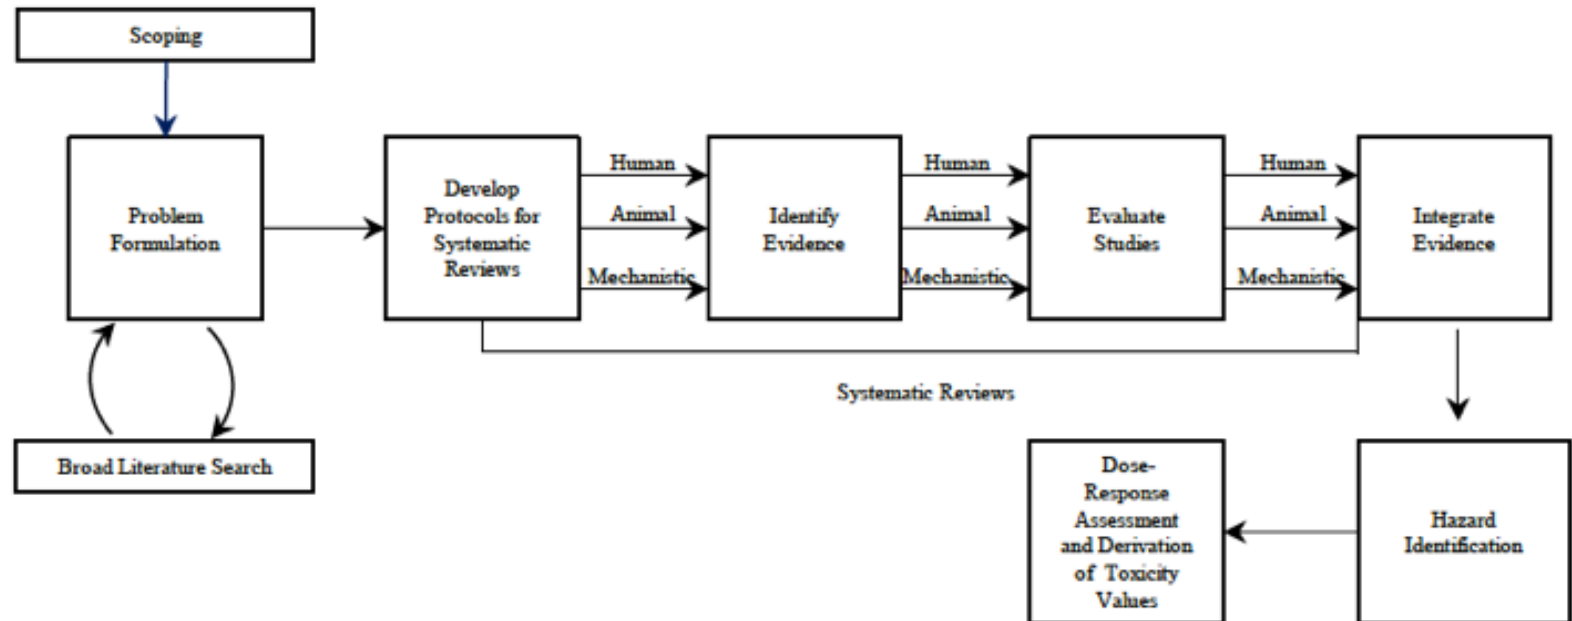 Scoping
Problem
Formulation
Broad Literature Search
Develop
Protocols for
Systematic
Reviews
Human
Animal
Mechanistic
Identify
Evidence
Human
Animal
Mechanistic
Evaluate
Studies
Human
Animal
Mechanistic
Integrate
Evidence
Systematic Reviews
Hazard
Identification
Dose-
Response
Assessment
and Derivation
of Toxicity
Values